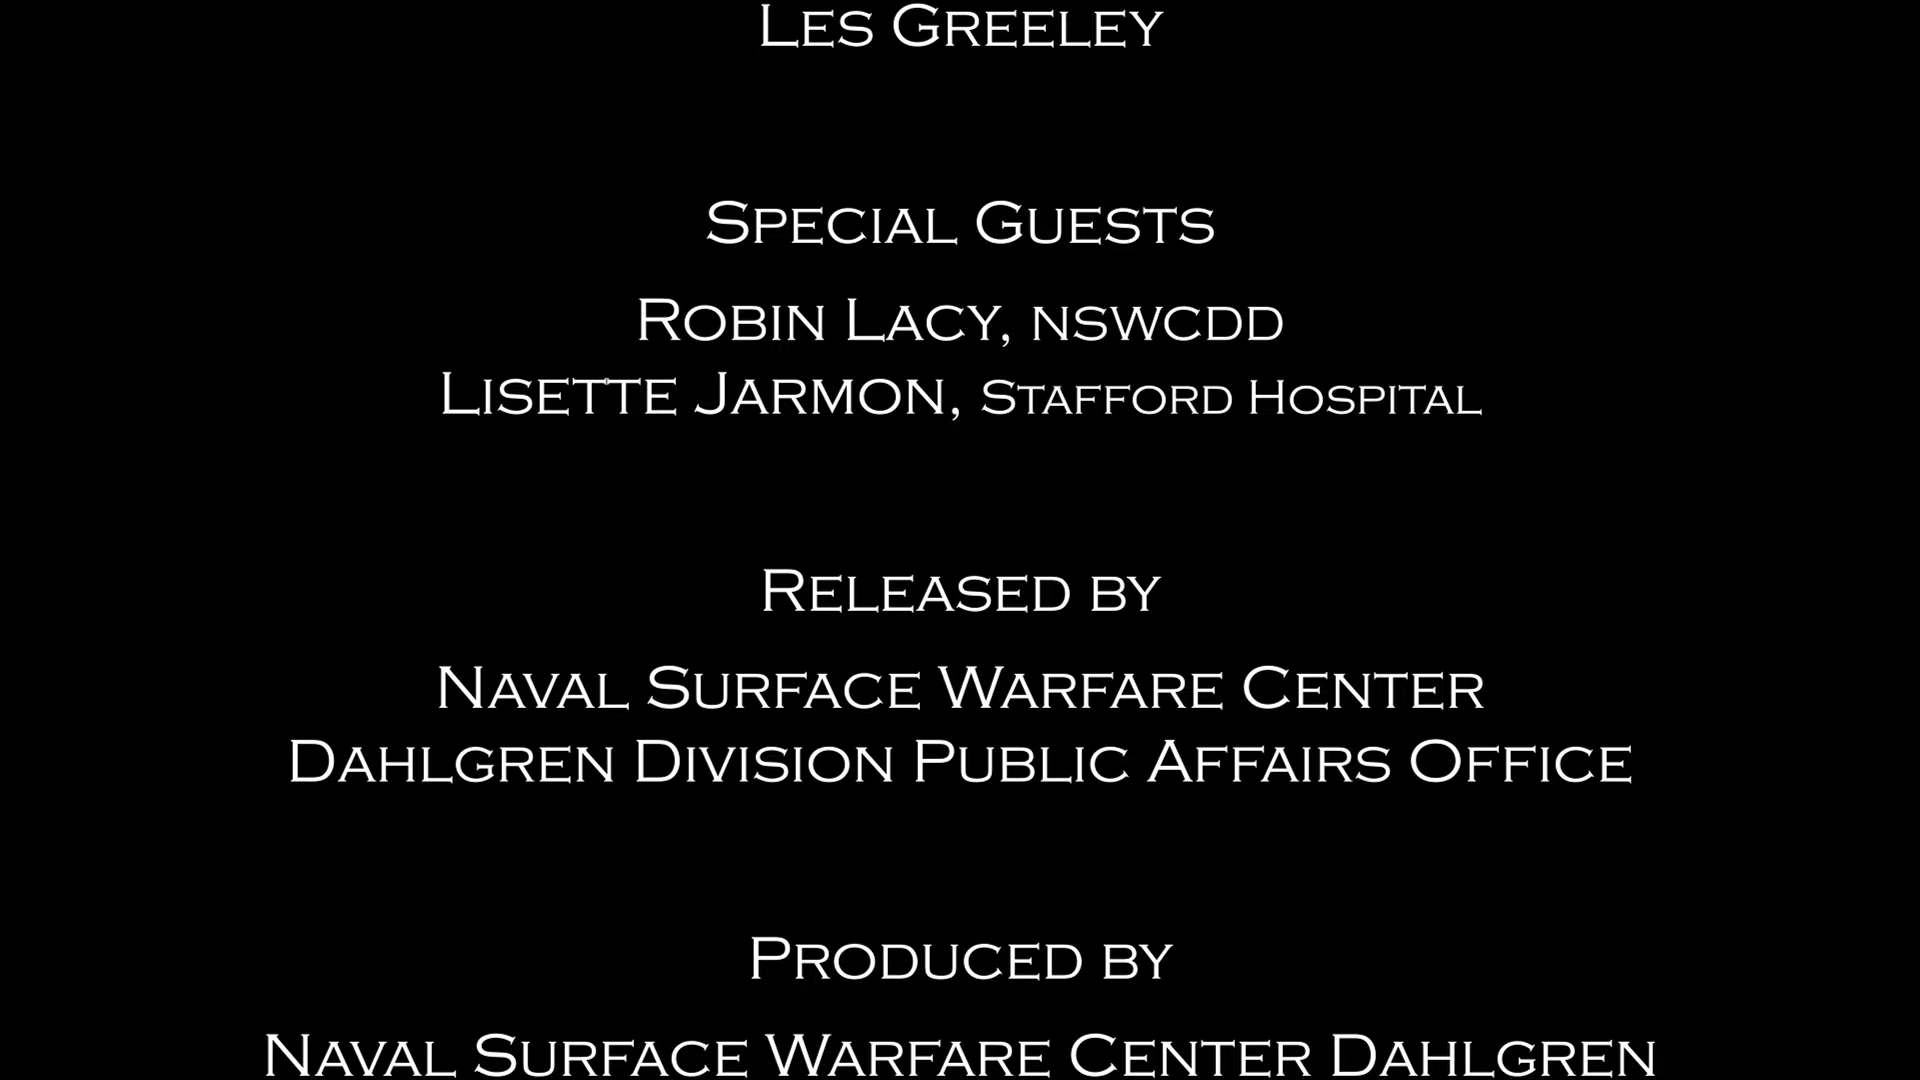 Les Greeley
Special Guests
Robin Lacy, NSWCDD
Lisette Jarmon, Stafford Hospital
Released by
Naval Surface Warfare Center
Dahlgren Division Public Affairs Office
Produced by
Naval Surface Warfare Center Dahlgren